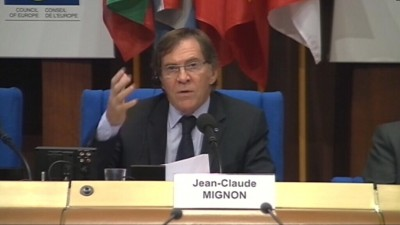 COUNCIL OF EUROPE
CONSEIL DE L'EUROPE
Jean-Claude
MIGNON